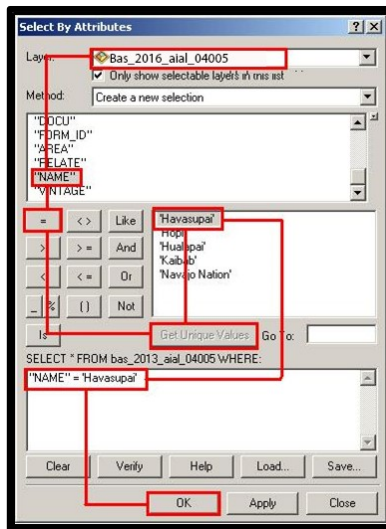 Select By Attributes
Layer: Bas_2016_aial_04005
Only show selectable layers in this list
Method: Create a new selection
"DOCU"
"FORM_ID"
"AREA"
"RELATE"
"NAME"
"VINTAGE"
= <> Like 'Havasupai'
'Hopi'
> >= And 'Hualapai'
'Kaibab'
< <= Or 'Navajo Nation'
_ % () Not
Is Get Unique Values Go To:
SELECT * FROM bas_2013_aial_04005 WHERE:
"NAME" = 'Havasupai'
Clear Verify Help Load... Save...
OK Apply Close